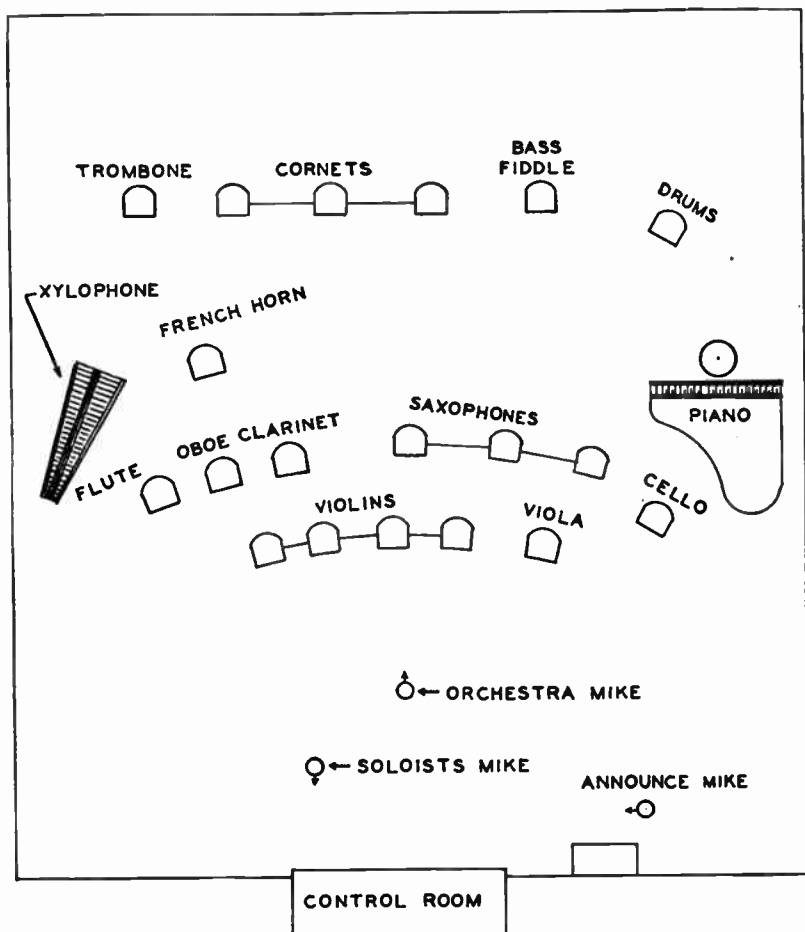 TROMBONE
CORNETS
BASS
FIDDLE
DRUMS
XYLOPHONE
FRENCH HORN
SAXOPHONES
PIANO
FLUTE
OBOE
CLARINET
VIOLINS
VIOLA
CELLO
ORCHESTRA MIKE
SOLOISTS MIKE
ANNOUNCE MIKE
CONTROL ROOM